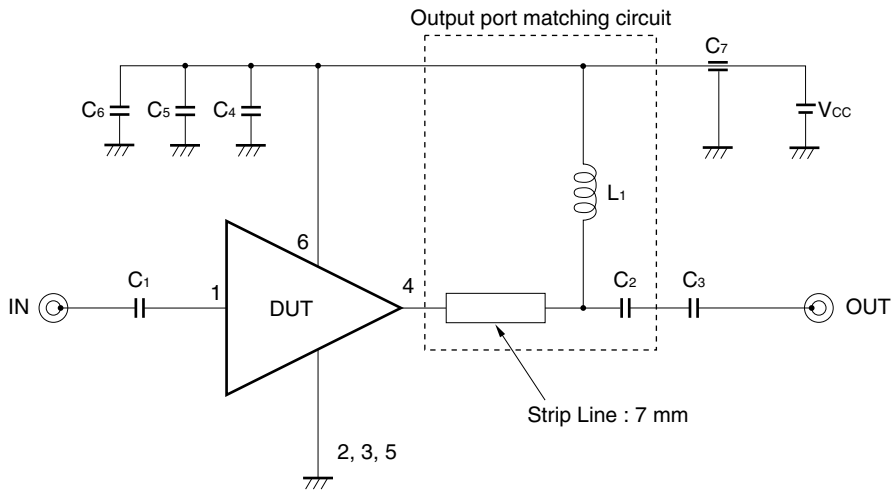 Output port matching circuit
C7
C6
C5
C4
VCC
L1
6
4
C1
C2
C3
1
IN
DUT
OUT
Strip Line : 7 mm
2, 3, 5